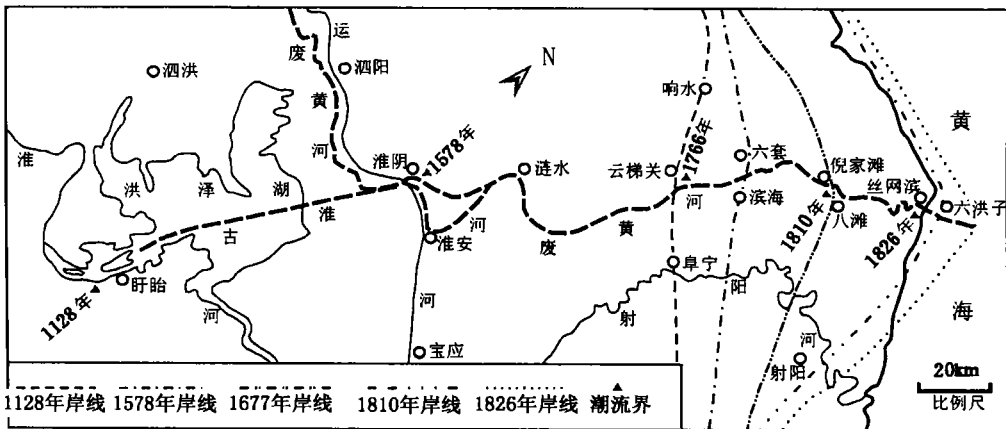 运
废
泗洪
泗阳
N
黄
河
响水
黄
海
淮
洪
泽
湖
淮阴
1578年
涟水
云梯关
1766年
六套
倪家滩
丝网滨
六洪子
古
淮
河
淮安
废
黄
河
滨海
1810年
八滩
1826年
1128年
盱眙
河
河
宝应
阜宁
射
阳
河
射阳
20km
比例尺
1128年岸线 1578年岸线 1677年岸线 1810年岸线 1826年岸线 潮流界